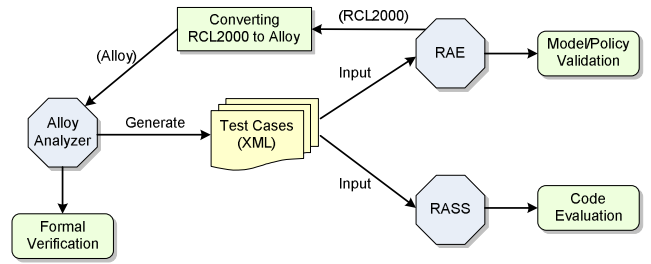 Converting
RCL2000 to Alloy
(RCL2000)
RAE
Model/Policy
Validation
(Alloy)
Input
Alloy
Analyzer
Generate
Test Cases
(XML)
Input
RASS
Code
Evaluation
Formal
Verification